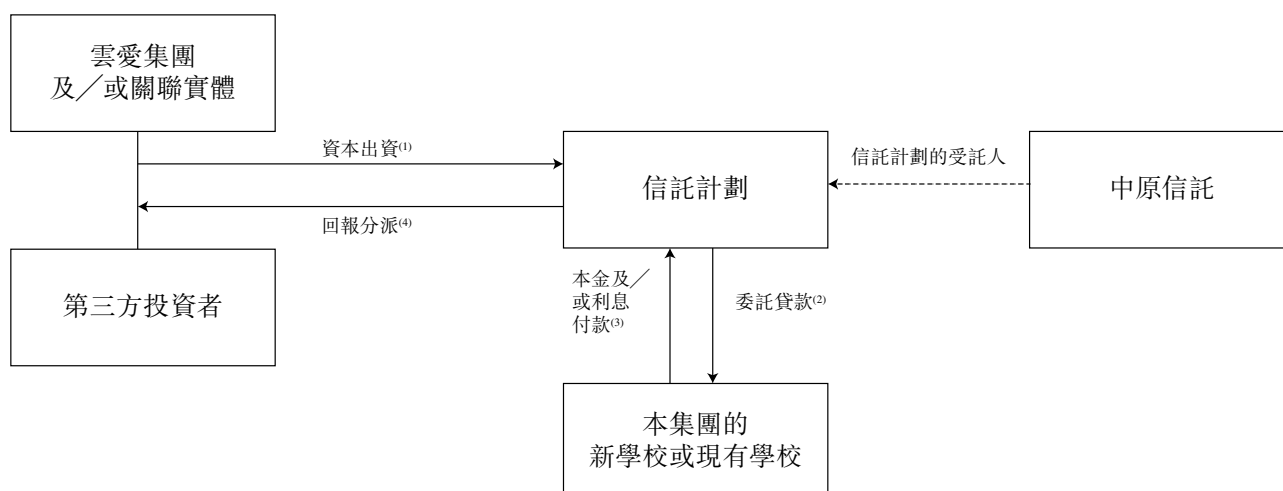 雲愛集團
及／或關聯實體
資本出資(1)
信託計劃的受託人
信託計劃
中原信託
回報分派(4)
第三方投資者
本金及／
或利息
付款(3)
委託貸款(2)
本集團的
新學校或現有學校